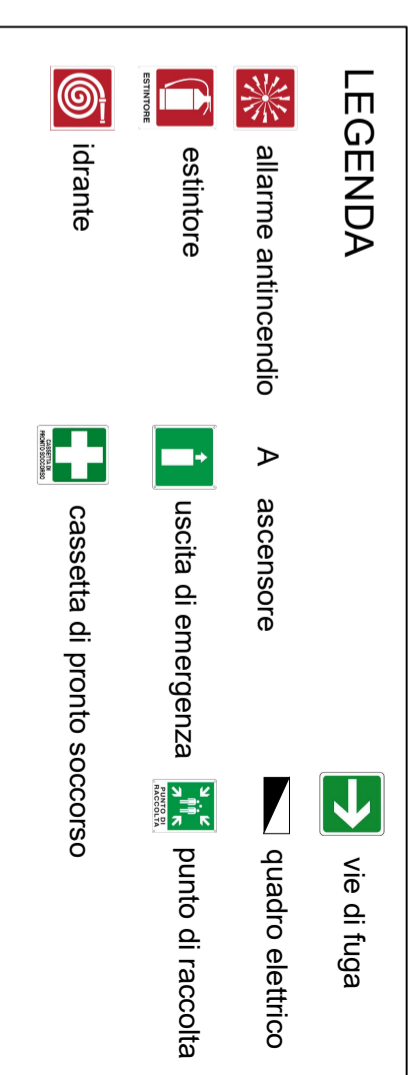 LEGENDA
vie di fuga
allarme antincendio
A ascensore
quadro elettrico
ESTINTORE
estintore
uscita di emergenza
PUNTO DI
RACCOLTA
punto di raccolta
idrante
CASSETTA DI
PRONTO SOCCORSO
cassetta di pronto soccorso